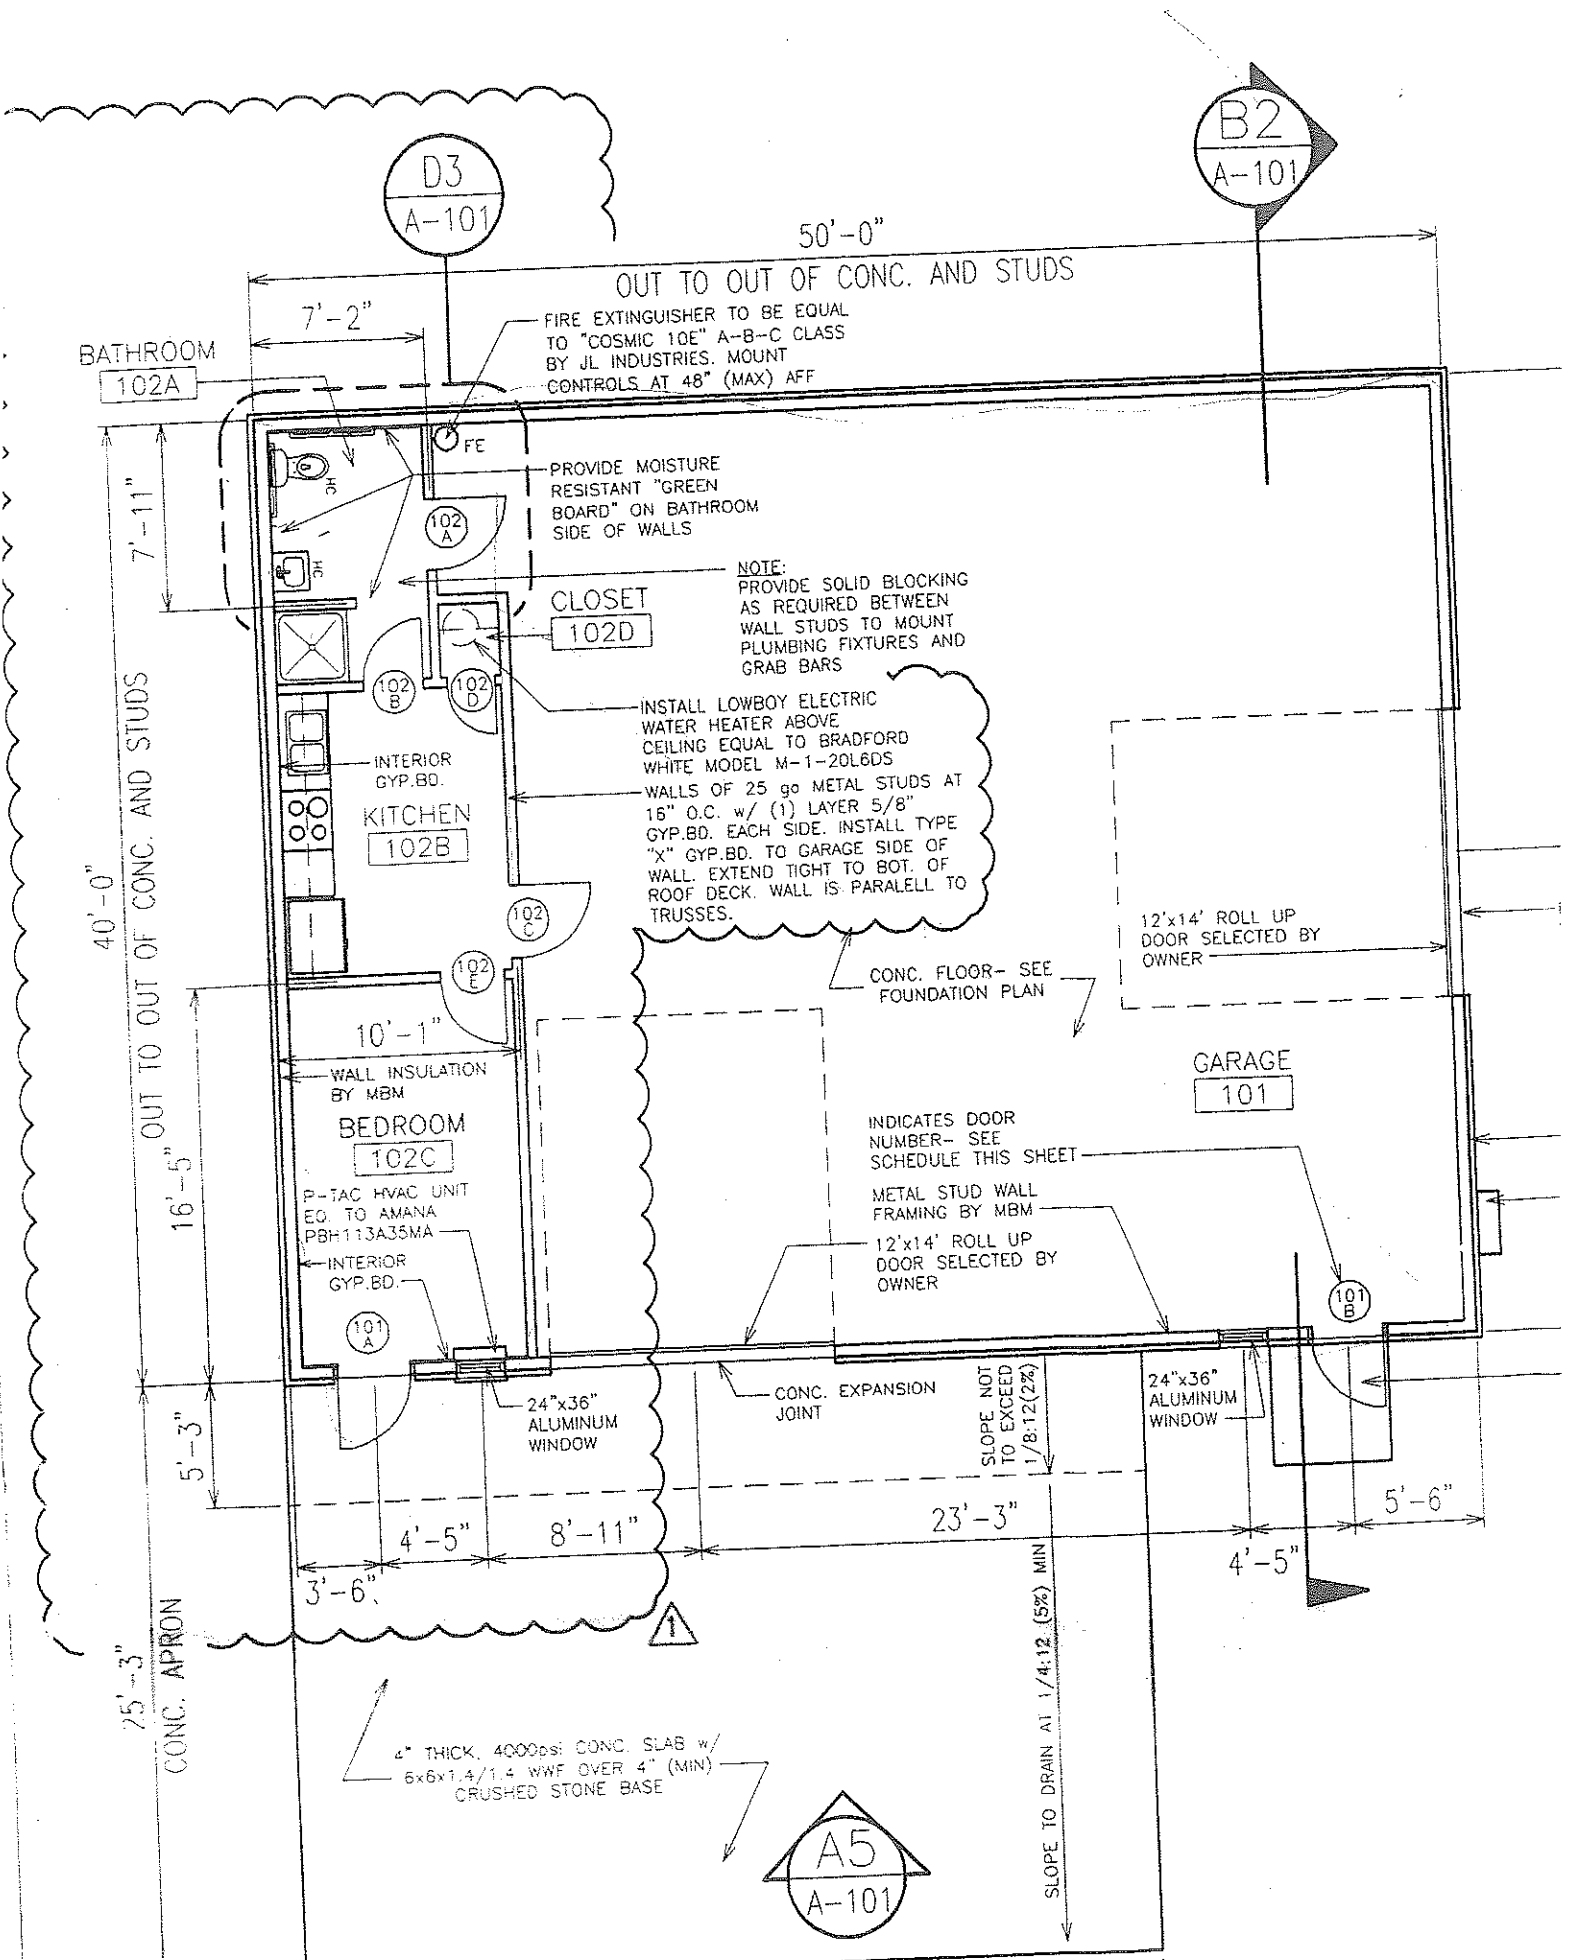 D3
A-101
B2
A-101
50'-0"
OUT TO OUT OF CONC. AND STUDS
7'-2"
FIRE EXTINGUISHER TO BE EQUAL
TO "COSMIC 10E" A-B-C CLASS
BY JL INDUSTRIES. MOUNT
CONTROLS AT 48" (MAX) AFF
BATHROOM
102A
FE
HC
HC
7'-11"
PROVIDE MOISTURE
RESISTANT "GREEN
BOARD" ON BATHROOM
SIDE OF WALLS
102
A
NOTE:
PROVIDE SOLID BLOCKING
AS REQUIRED BETWEEN
WALL STUDS TO MOUNT
PLUMBING FIXTURES AND
GRAB BARS
CLOSET
102D
102
B
102
D
INSTALL LOWBOY ELECTRIC
WATER HEATER ABOVE
CEILING EQUAL TO BRADFORD
WHITE MODEL M-1-20L6DS
INTERIOR
GYP.BD.
KITCHEN
102B
WALLS OF 25 ga METAL STUDS AT
16" O.C. w/ (1) LAYER 5/8"
GYP.BD. EACH SIDE. INSTALL TYPE
"X" GYP.BD. TO GARAGE SIDE OF
WALL. EXTEND TIGHT TO BOT. OF
ROOF DECK. WALL IS PARALELL TO
TRUSSES.
40'-0"
OUT TO OUT OF CONC. AND STUDS
102
C
102
E
12'x14' ROLL UP
DOOR SELECTED BY
OWNER
CONC. FLOOR- SEE
FOUNDATION PLAN
10'-1"
WALL INSULATION
BY MBM
GARAGE
101
BEDROOM
102C
16'-5"
INDICATES DOOR
NUMBER- SEE
SCHEDULE THIS SHEET
P-TAC HVAC UNIT
EQ. TO AMANA
PBH113A35MA
METAL STUD WALL
FRAMING BY MBM
12'x14' ROLL UP
DOOR SELECTED BY
OWNER
INTERIOR
GYP.BD.
101
A
101
B
24"x36"
ALUMINUM
WINDOW
CONC. EXPANSION
JOINT
SLOPE NOT
TO EXCEED
1/8:12(2%)
24"x36"
ALUMINUM
WINDOW
5'-3"
3'-6"
4'-5"
8'-11"
23'-3"
4'-5"
5'-6"
1
25'-3"
CONC. APRON
4" THICK, 4000psi CONC. SLAB w/
6x6x1.4/1.4 WWF OVER 4" (MIN)
CRUSHED STONE BASE
SLOPE TO DRAIN AT 1/4:12 (5%) MIN
A5
A-101